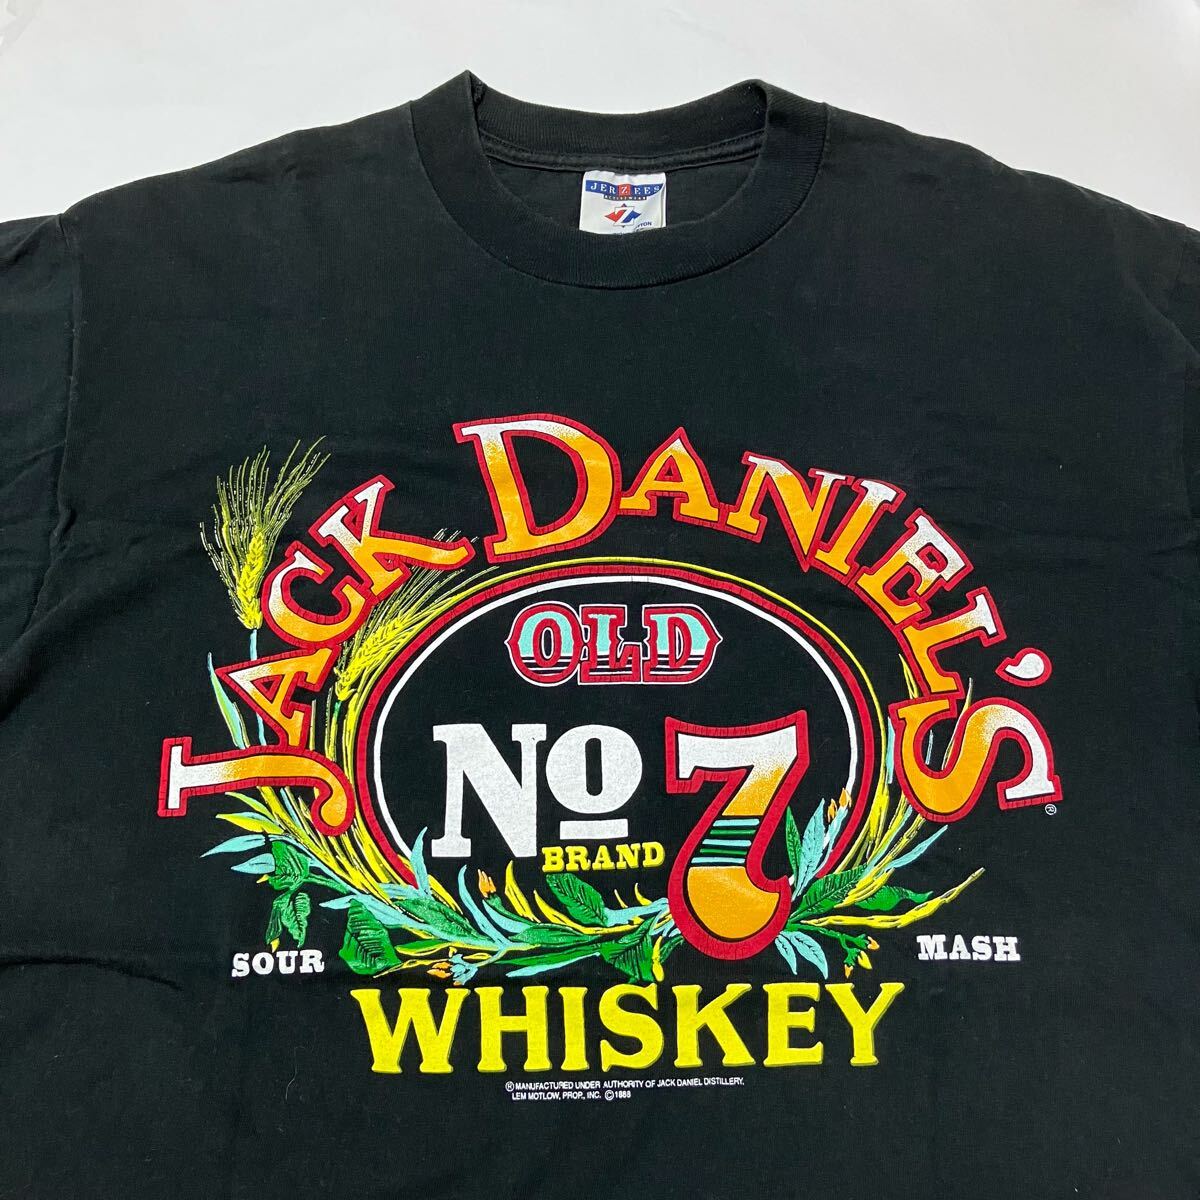 JERZEES
ACTIVEWEAR
JACK DANIEL'S
®
OLD
No 7
BRAND
SOUR MASH
WHISKEY
® MANUFACTURED UNDER AUTHORITY OF JACK DANIEL DISTILLERY,
LEM MOTLOW, PROP., INC. © 1988